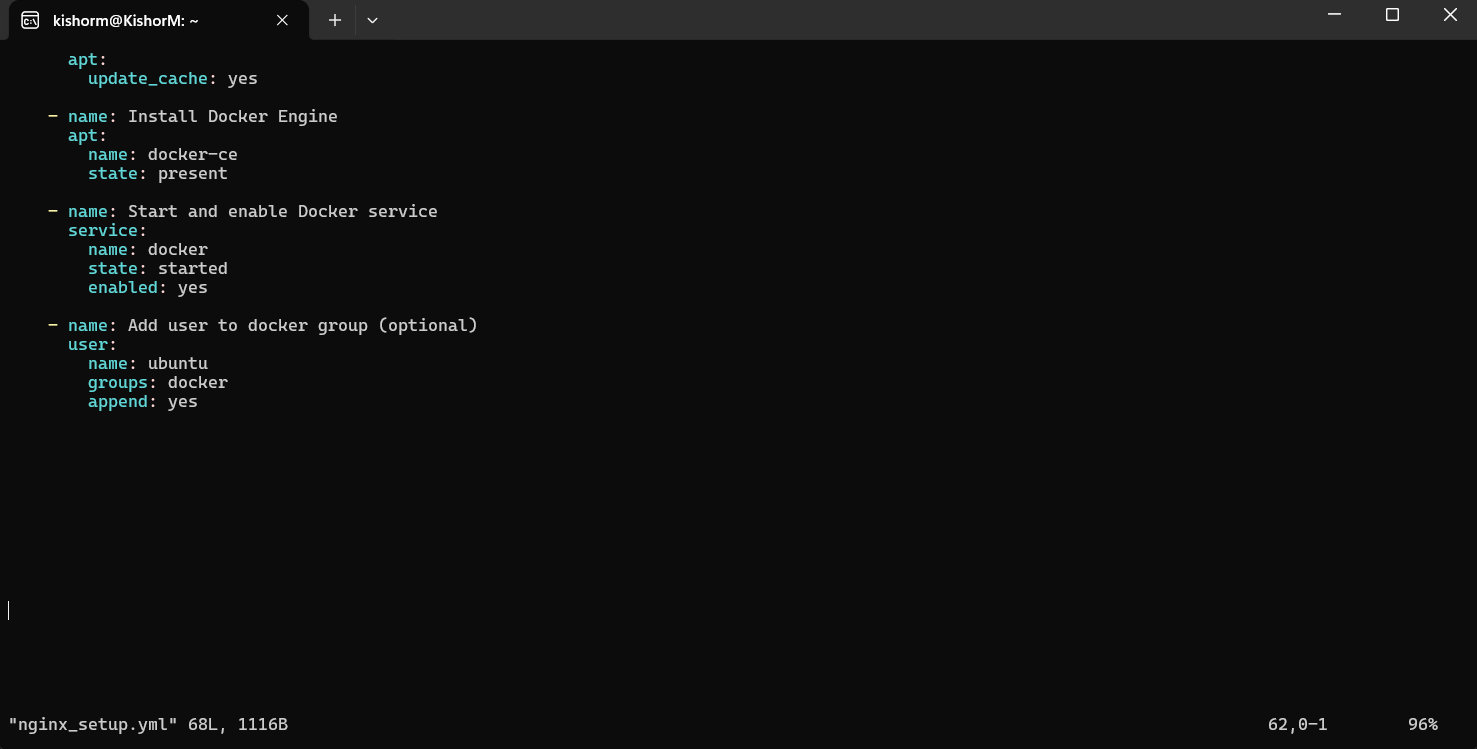 kishorm@KishorM: ~
apt:
update_cache: yes
- name: Install Docker Engine
apt:
name: docker-ce
state: present
- name: Start and enable Docker service
service:
name: docker
state: started
enabled: yes
- name: Add user to docker group (optional)
user:
name: ubuntu
groups: docker
append: yes
"nginx_setup.yml" 68L, 1116B 62,0-1 96%